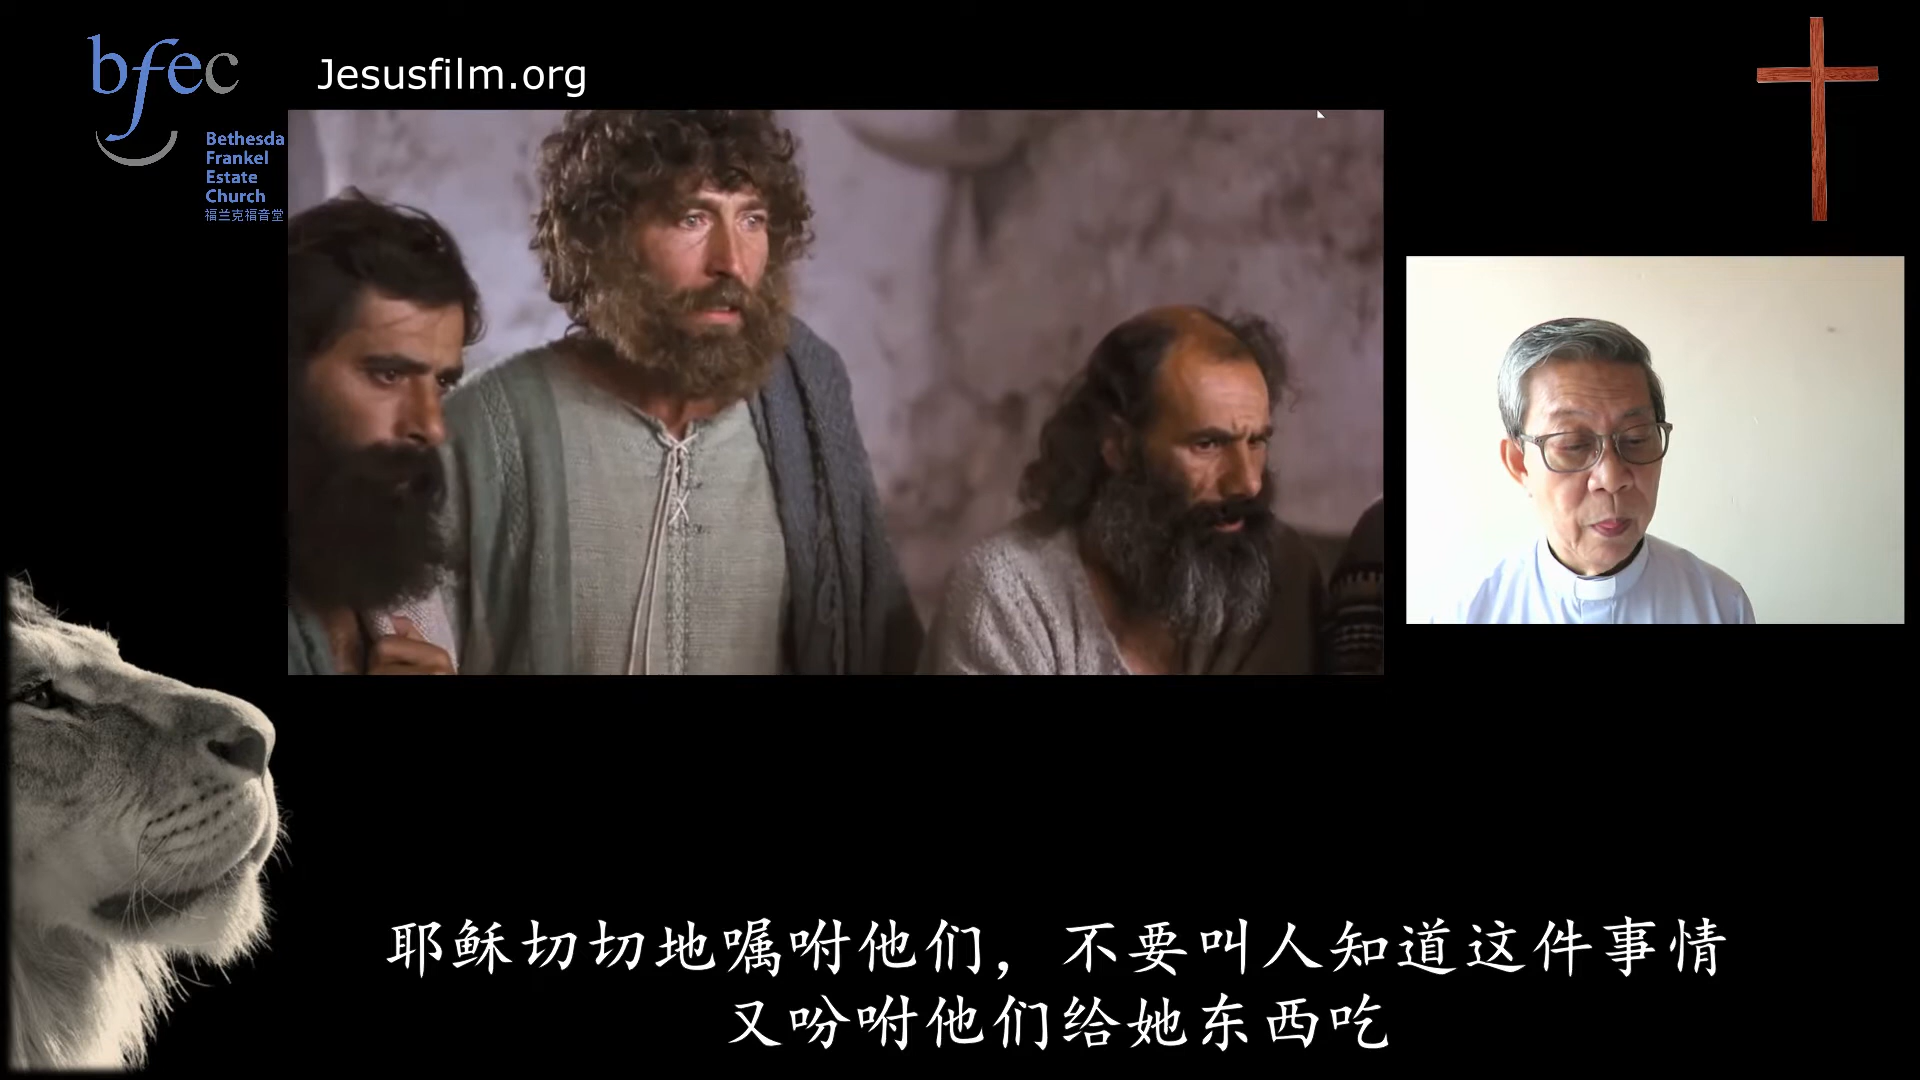 bfec
Bethesda
Frankel
Estate
Church
福兰克福音堂
Jesusfilm.org
耶稣切切地嘱咐他们，不要叫人知道这件事情
又吩咐他们给她东西吃